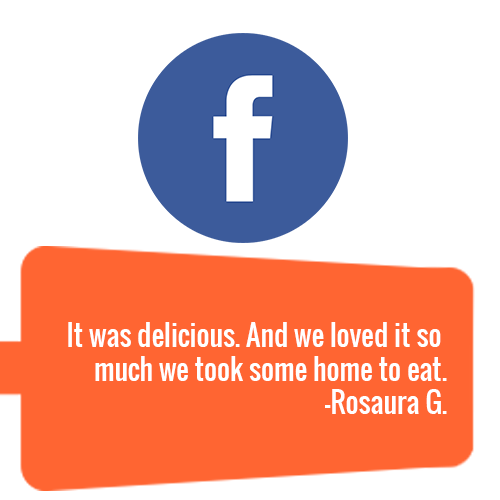 f
It was delicious. And we loved it so
much we took some home to eat.
-Rosaura G.